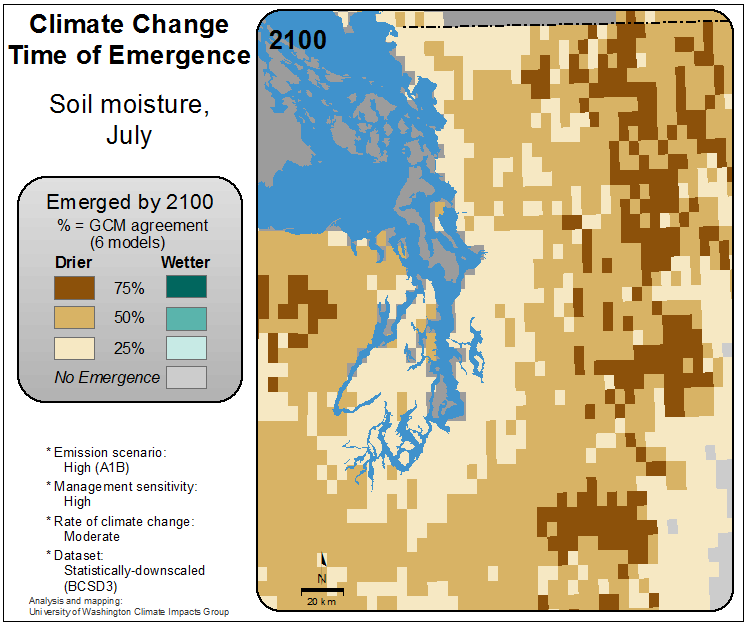 Climate Change
Time of Emergence
Soil moisture,
July
Emerged by 2100
% = GCM agreement
(6 models)
Drier Wetter
75%
50%
25%
No Emergence
* Emission scenario:
High (A1B)
* Management sensitivity:
High
* Rate of climate change:
Moderate
* Dataset:
Statistically-downscaled
(BCSD3)
Analysis and mapping:
University of Washington Climate Impacts Group
2100
N
20 km